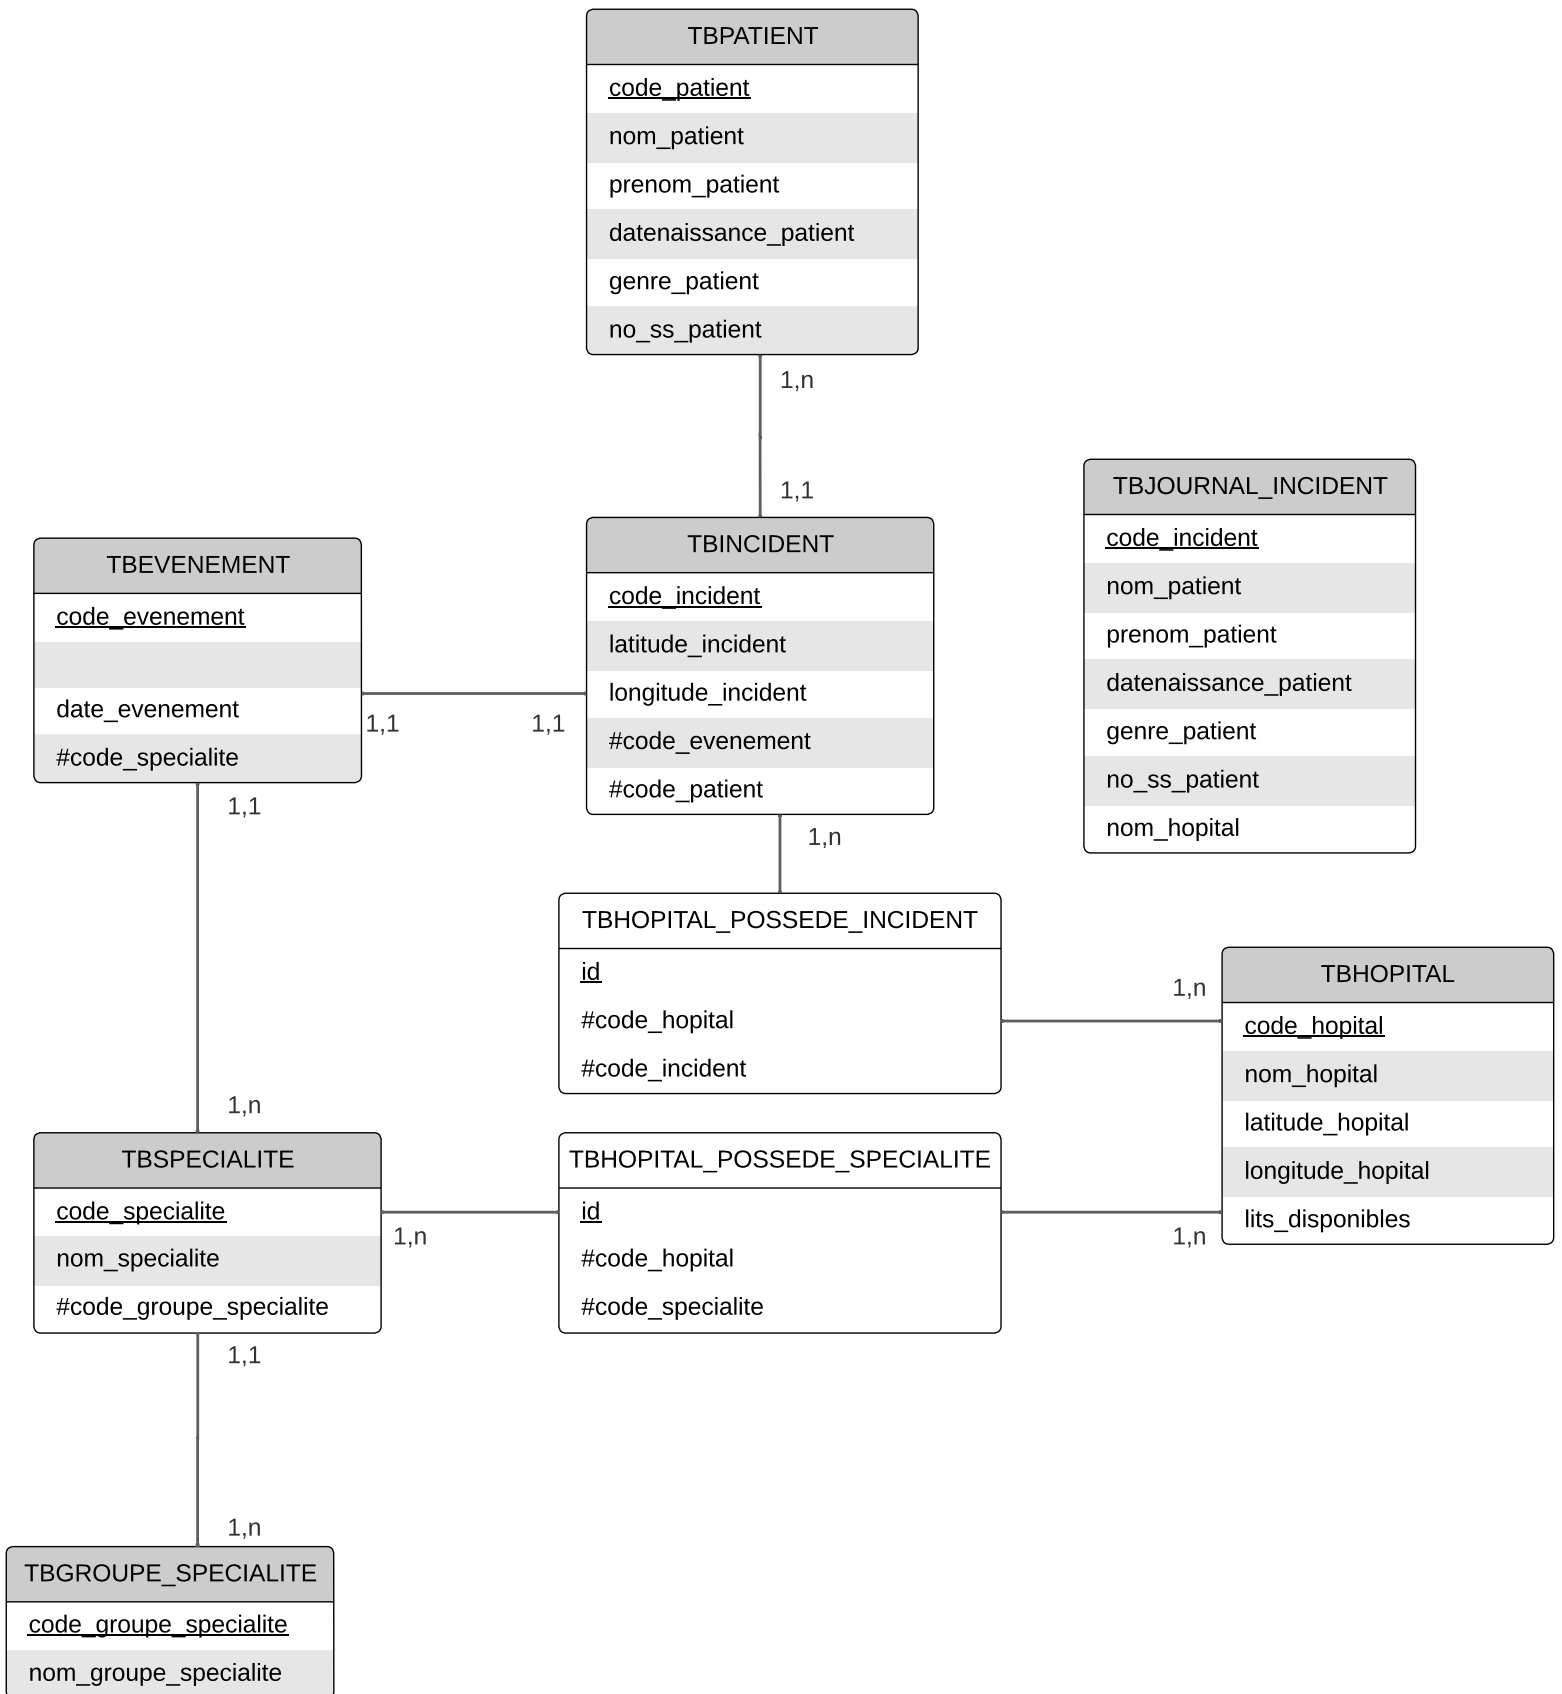 TBPATIENT
code_patient
nom_patient
prenom_patient
datenaissance_patient
genre_patient
no_ss_patient
1,n
1,1
TBJOURNAL_INCIDENT
code_incident
nom_patient
prenom_patient
datenaissance_patient
genre_patient
no_ss_patient
nom_hopital
TBINCIDENT
code_incident
latitude_incident
longitude_incident
#code_evenement
#code_patient
TBEVENEMENT
code_evenement
date_evenement
#code_specialite
1,1
1,1
1,1
1,n
1,n
TBHOPITAL_POSSEDE_INCIDENT
id
#code_hopital
#code_incident
1,n
TBHOPITAL
code_hopital
nom_hopital
latitude_hopital
longitude_hopital
lits_disponibles
TBSPECIALITE
code_specialite
nom_specialite
#code_groupe_specialite
1,n
TBHOPITAL_POSSEDE_SPECIALITE
id
#code_hopital
#code_specialite
1,n
1,1
1,n
TBGROUPE_SPECIALITE
code_groupe_specialite
nom_groupe_specialite